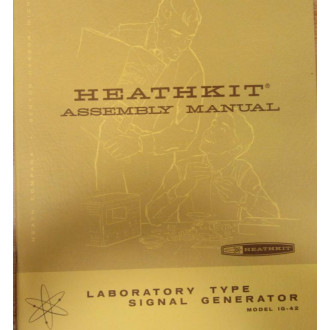 HEATHKIT®
ASSEMBLY MANUAL
HEATHKIT
LABORATORY TYPE
SIGNAL GENERATOR
MODEL IG-42